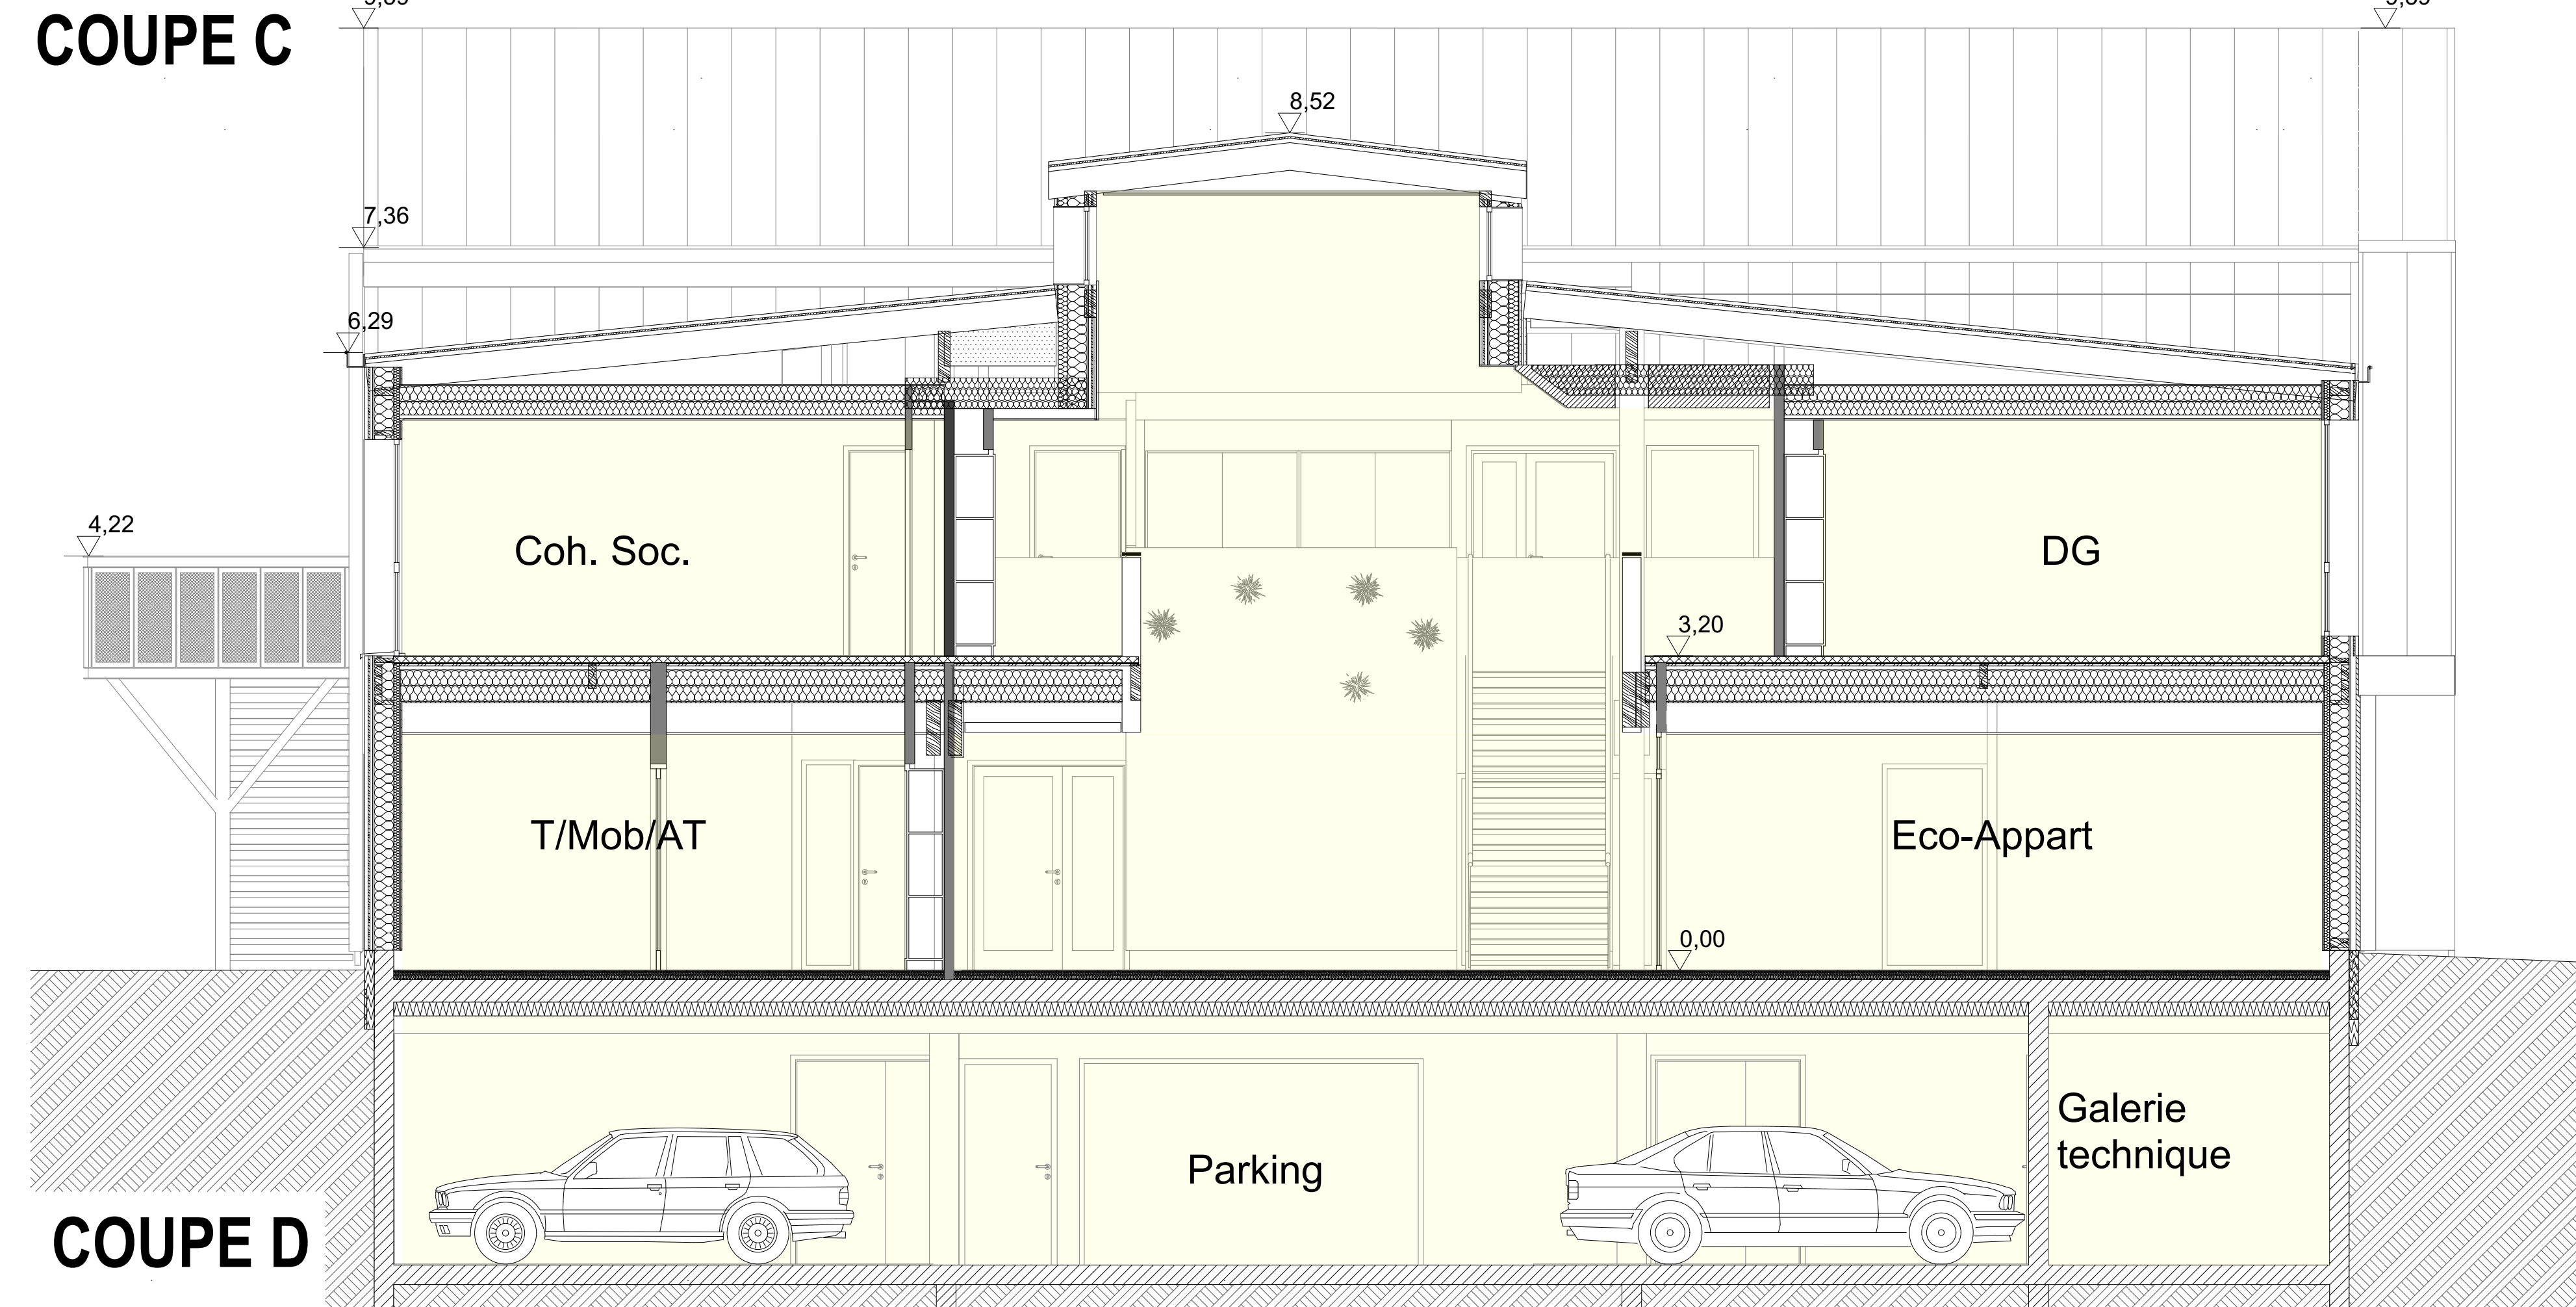 COUPE C
8,52
7,36
6,29
4,22
Coh. Soc.
DG
3,20
T/Mob/AT
Eco-Appart
0,00
Galerie
technique
Parking
COUPE D